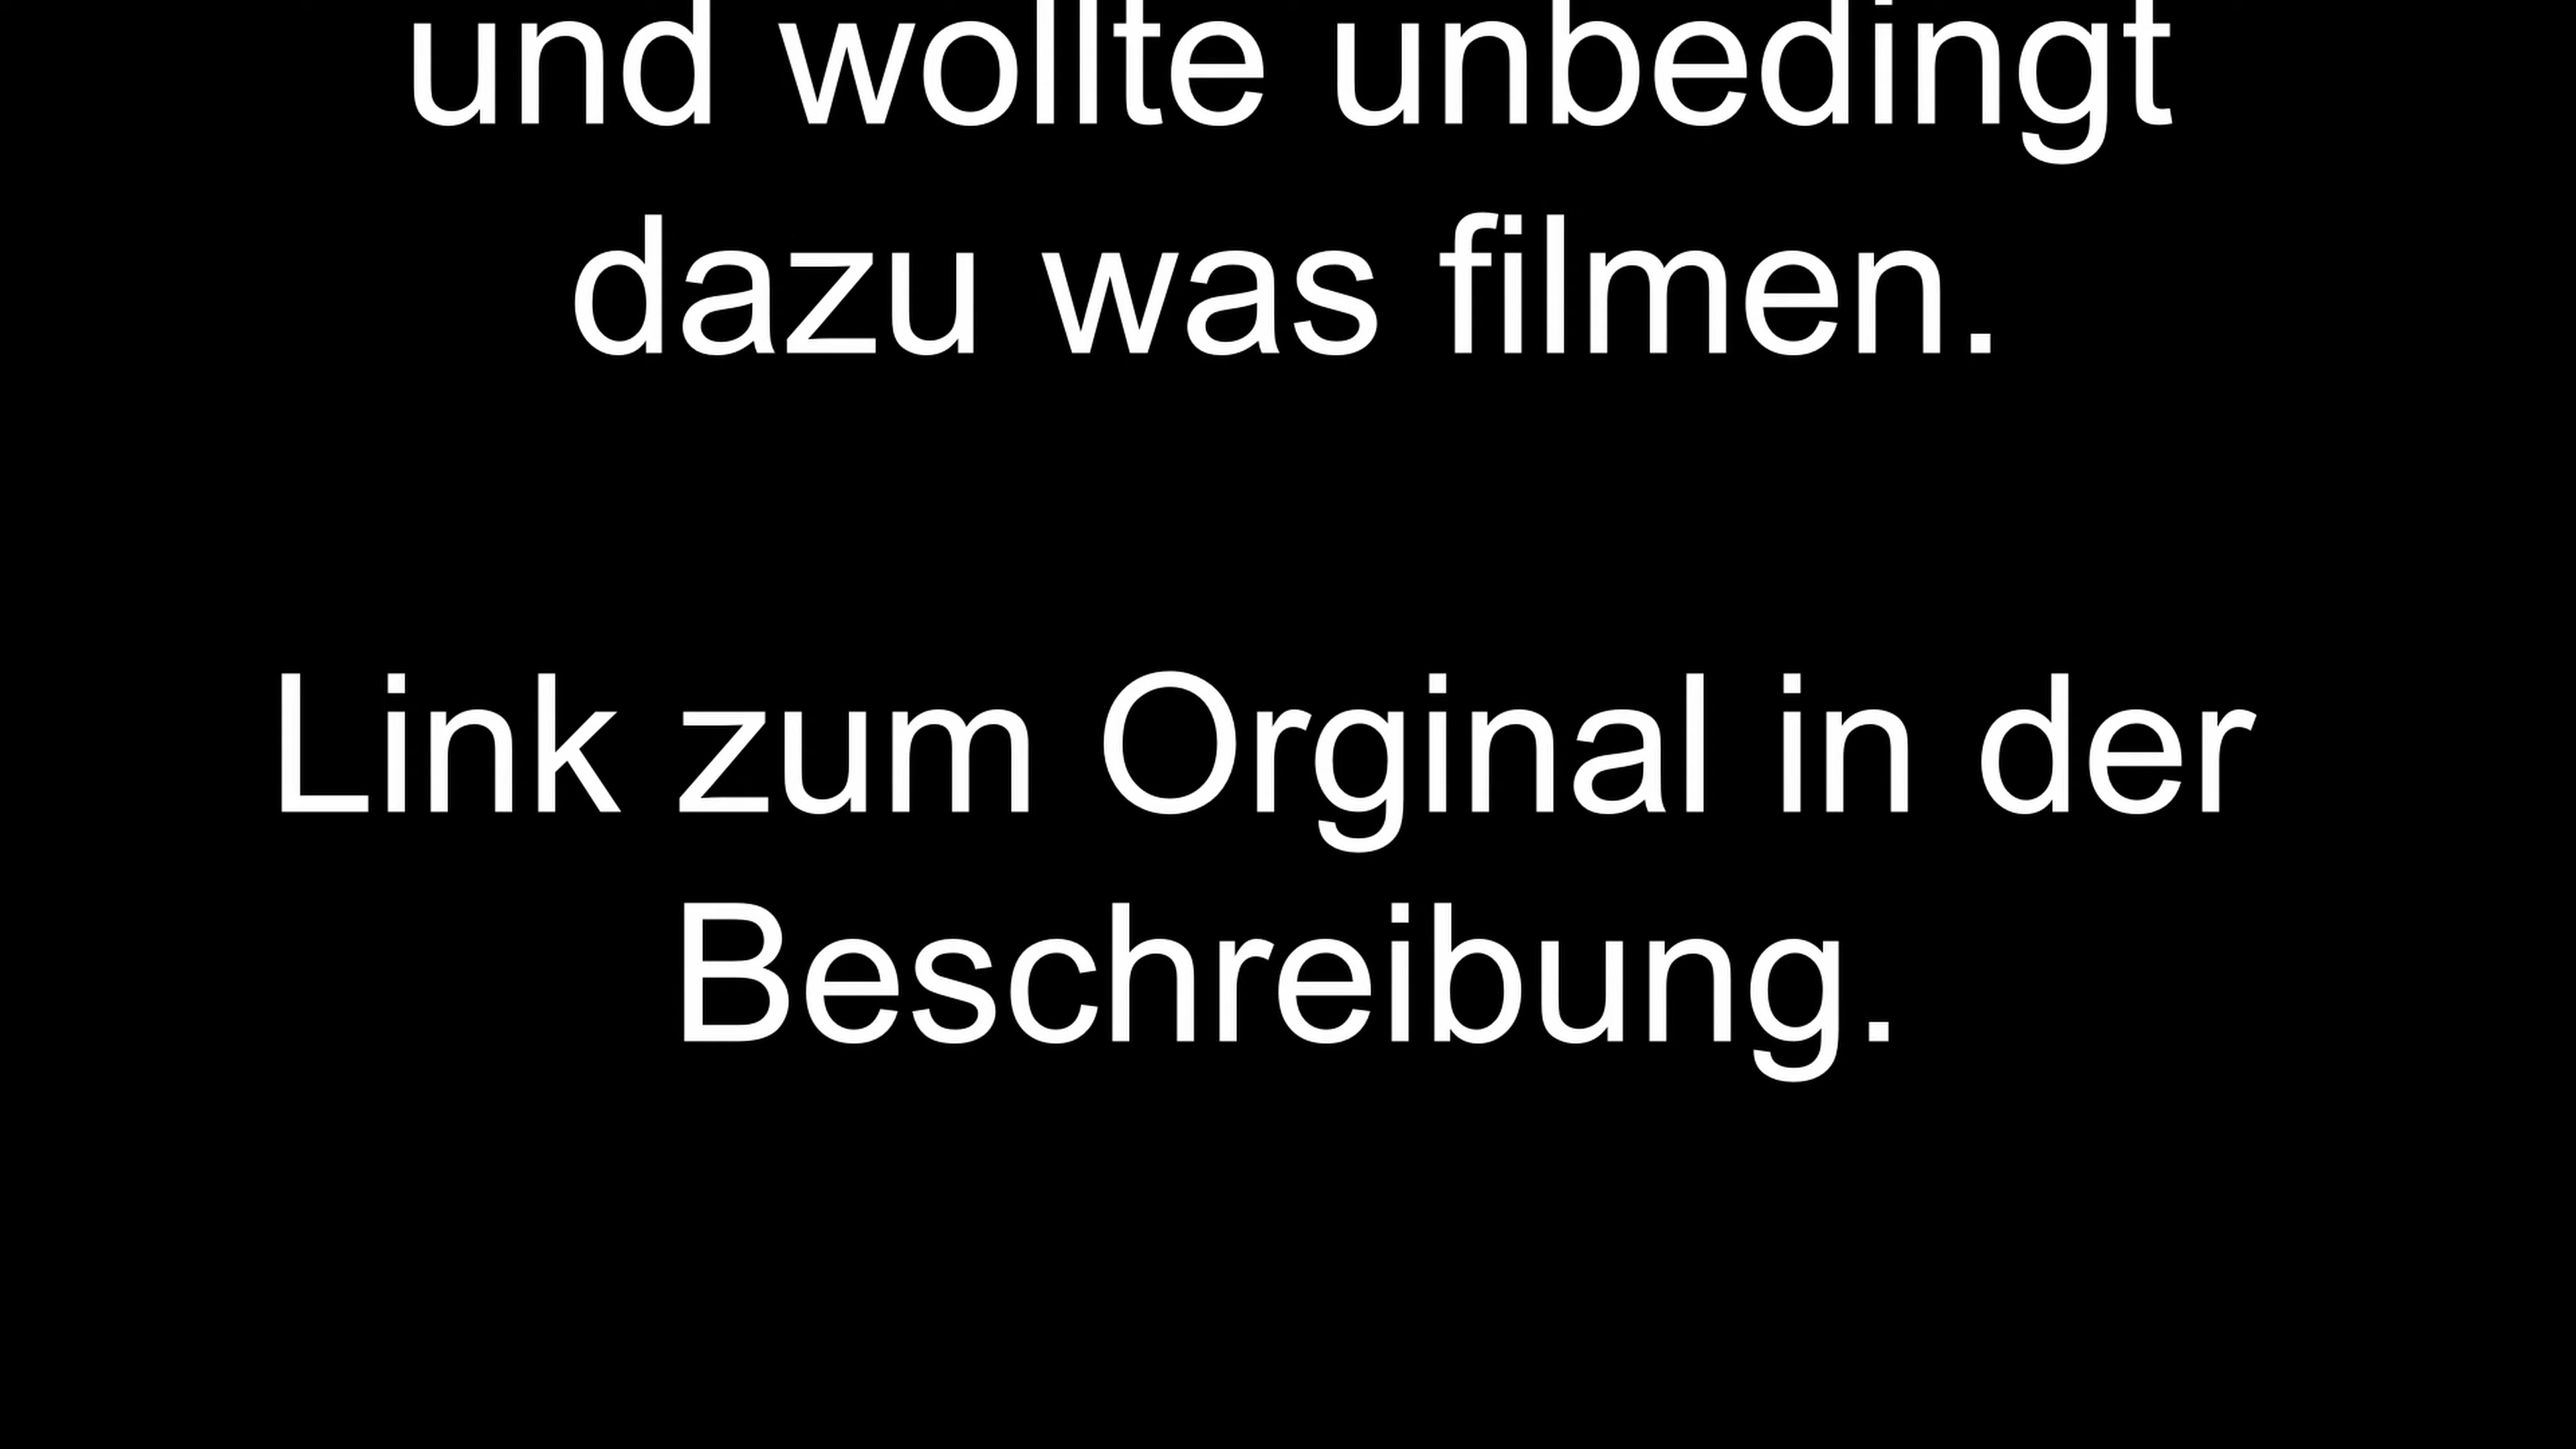 und wollte unbedingt
dazu was filmen.
Link zum Orginal in der
Beschreibung.